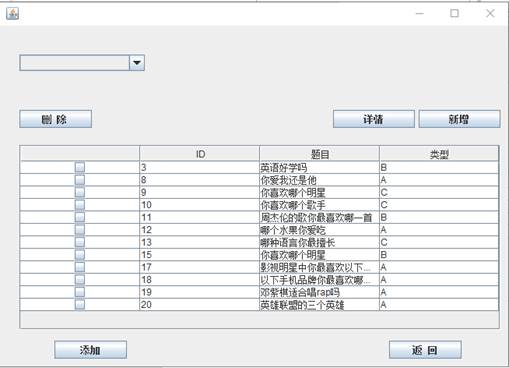 删 除 详情 新增
ID 题目 类型
3 英语好学吗 B
8 你爱我还是他 A
9 你喜欢哪个明星 C
10 你喜欢哪个歌手 C
11 周杰伦的歌你最喜欢哪一首 B
12 哪个水果你爱吃 A
13 哪种语言你最擅长 C
15 你喜欢哪个明星 B
17 影视明星中你最喜欢以下... A
18 以下手机品牌你最喜欢哪... A
19 邓紫棋适合唱rap吗 A
20 英雄联盟的三个英雄 A
添加 返 回